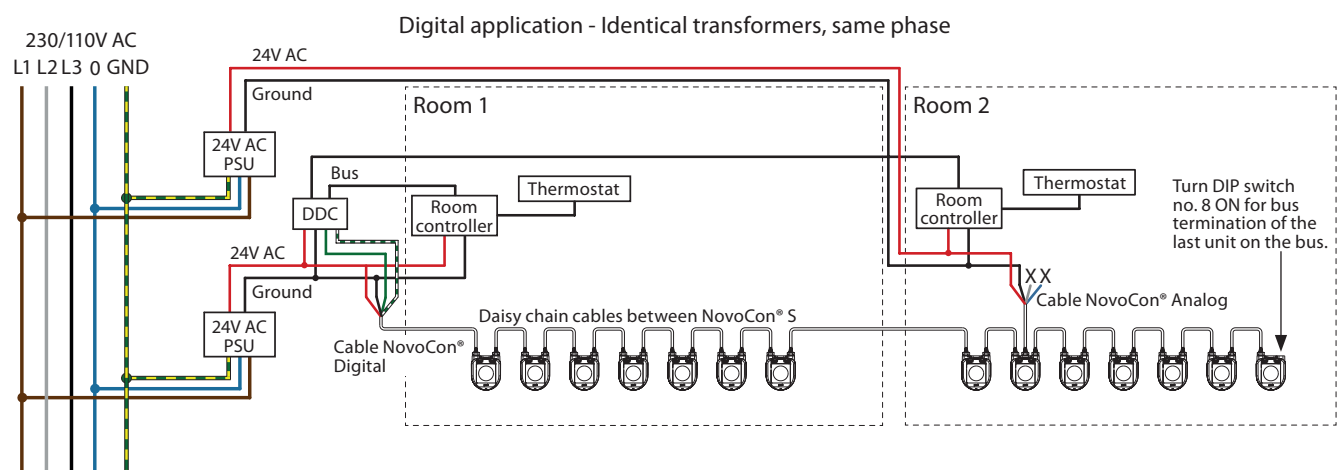 Digital application - Identical transformers, same phase
230/110V AC
L1 L2 L3 0 GND
24V AC
Ground
24V AC
PSU
Room 1
Room 2
Bus
DDC
Room
controller
Thermostat
Room
controller
Thermostat
Turn DIP switch
no. 8 ON for bus
termination of the
last unit on the bus.
24V AC
Ground
24V AC
PSU
Cable NovoCon®
Digital
Daisy chain cables between NovoCon® S
X X
Cable NovoCon® Analog